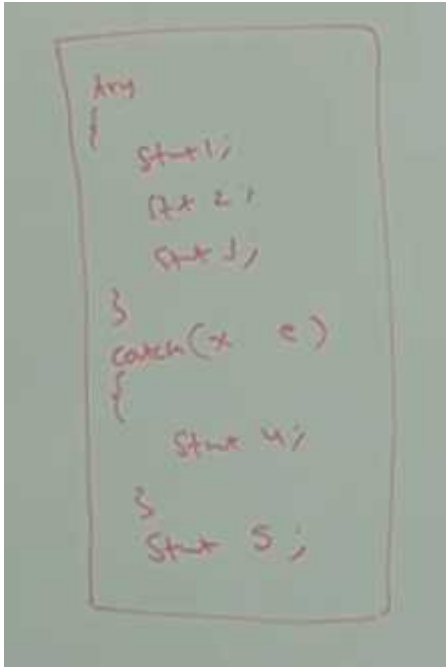 try
{
stmt 1;
stmt 2;
stmt 3;
}
catch(x e)
{
stmt 4;
}
stmt 5;